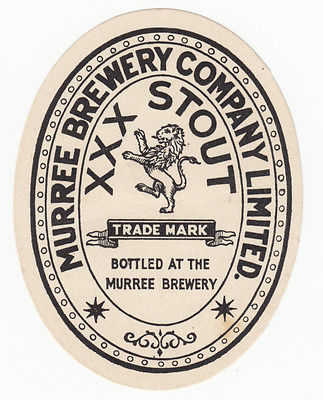 MURREE BREWERY COMPANY LIMITED.
XXX STOUT
TRADE MARK
BOTTLED AT THE
MURREE BREWERY